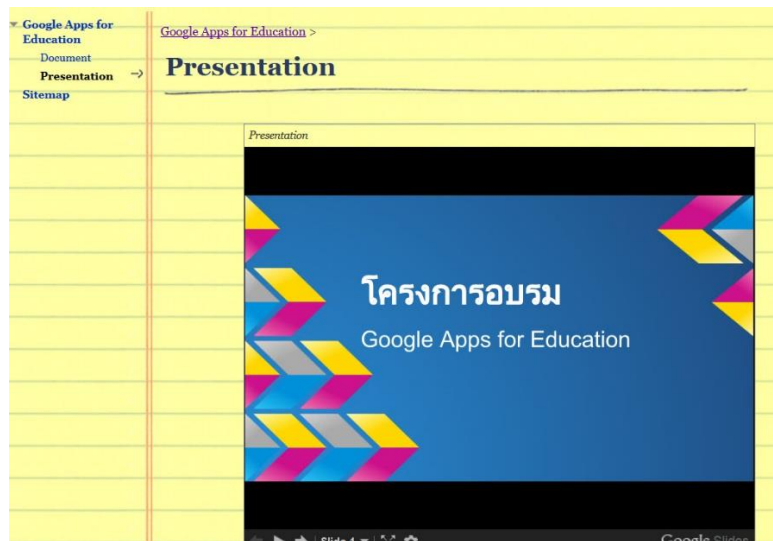 Google Apps for
Education
Document
Presentation
Sitemap
Google Apps for Education >
Presentation
Presentation
โครงการอบรม
Google Apps for Education
Google Slides